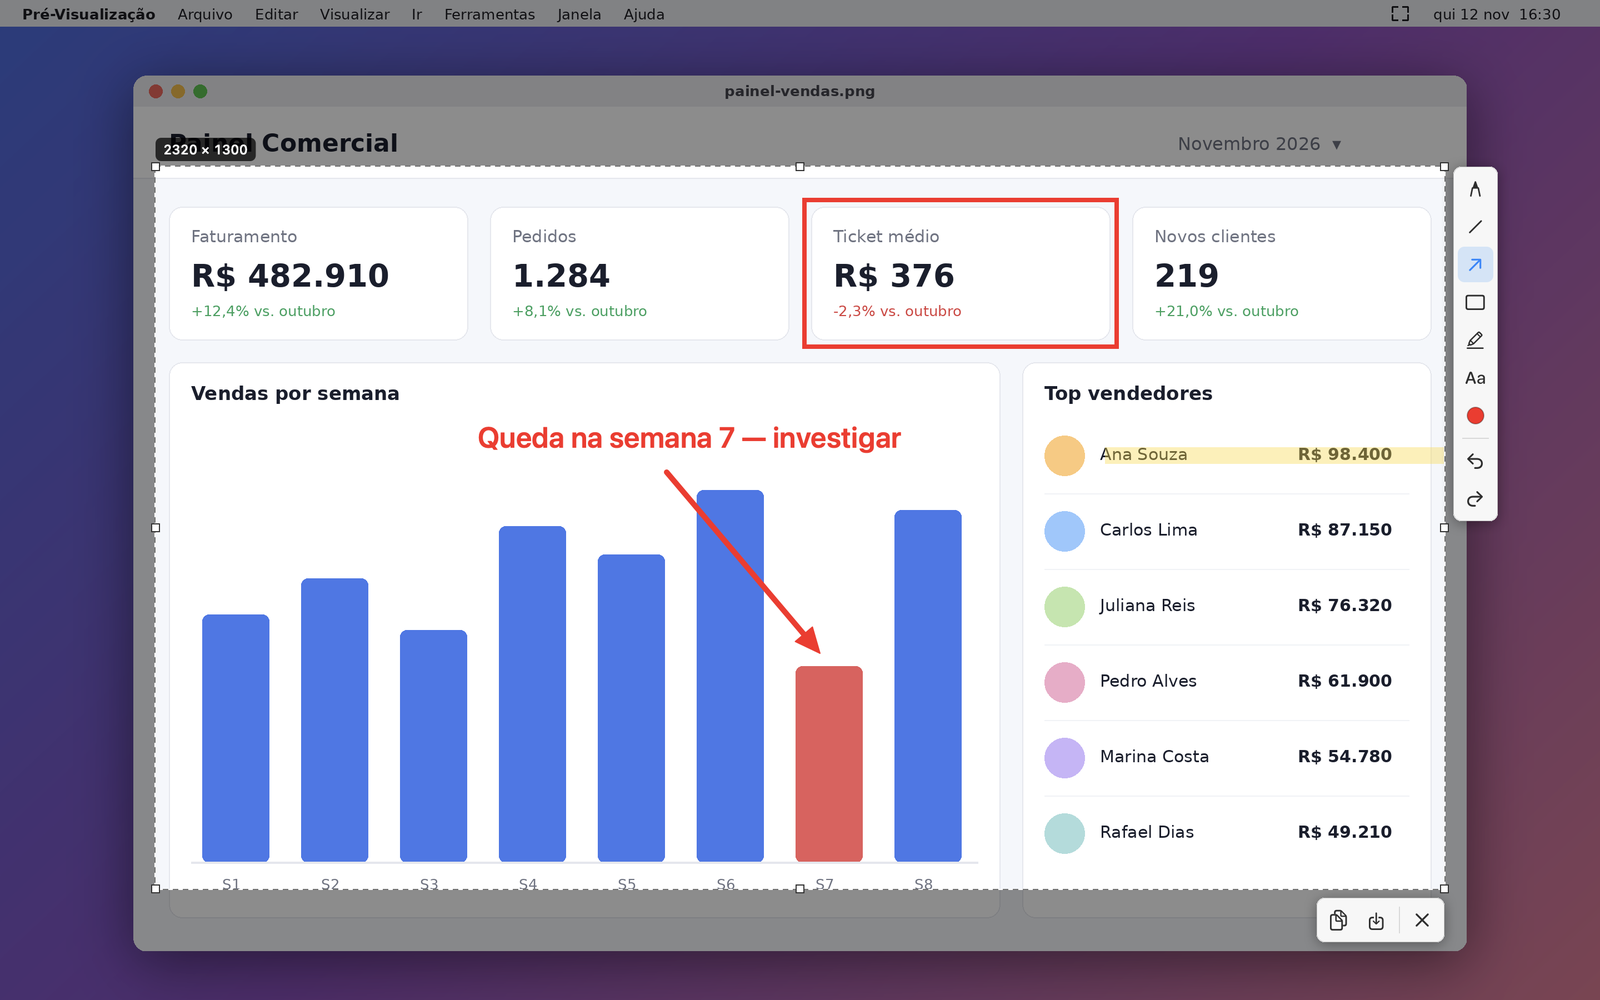 Pré-Visualização Arquivo Editar Visualizar Ir Ferramentas Janela Ajuda qui 12 nov 16:30
painel-vendas.png
Painel Comercial Novembro 2026 ▾
2320 × 1300
Faturamento
R$ 482.910
+12,4% vs. outubro
Pedidos
1.284
+8,1% vs. outubro
Ticket médio
R$ 376
-2,3% vs. outubro
Novos clientes
219
+21,0% vs. outubro
Vendas por semana
Queda na semana 7 — investigar
S1 S2 S3 S4 S5 S6 S7 S8
Top vendedores
Ana Souza R$ 98.400
Carlos Lima R$ 87.150
Juliana Reis R$ 76.320
Pedro Alves R$ 61.900
Marina Costa R$ 54.780
Rafael Dias R$ 49.210
Aa